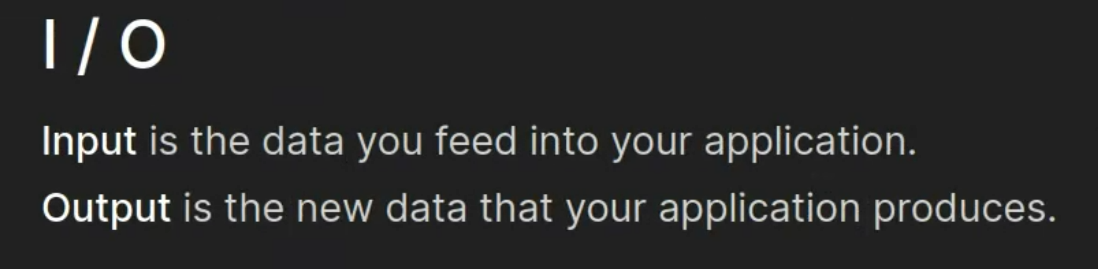 I / O
Input is the data you feed into your application.
Output is the new data that your application produces.